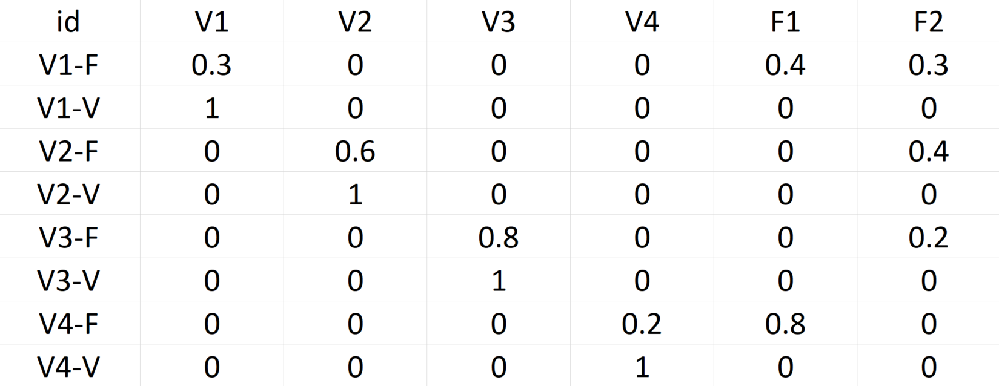 id V1 V2 V3 V4 F1 F2
V1-F 0.3 0 0 0 0.4 0.3
V1-V 1 0 0 0 0 0
V2-F 0 0.6 0 0 0 0.4
V2-V 0 1 0 0 0 0
V3-F 0 0 0.8 0 0 0.2
V3-V 0 0 1 0 0 0
V4-F 0 0 0 0.2 0.8 0
V4-V 0 0 0 1 0 0